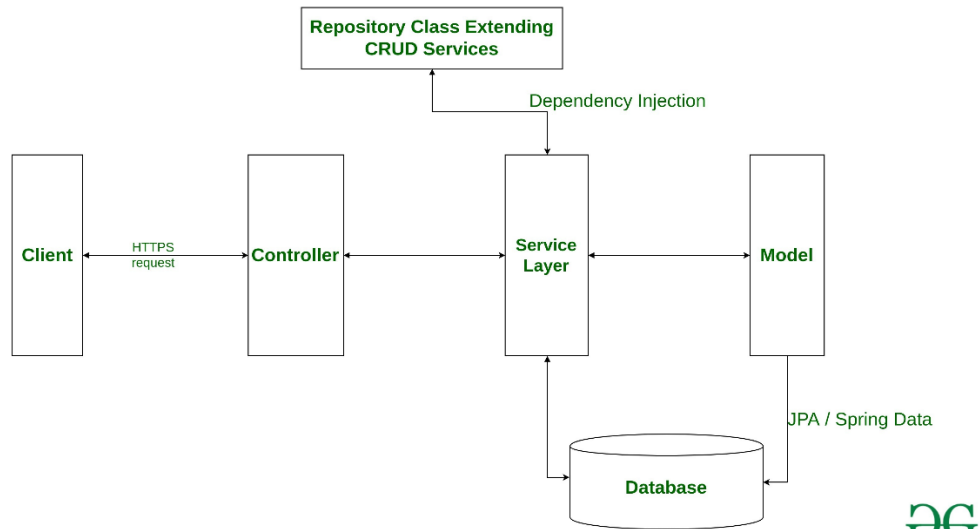 Repository Class Extending
CRUD Services
Dependency Injection
Client
HTTPS
request
Controller
Service
Layer
Model
JPA / Spring Data
Database